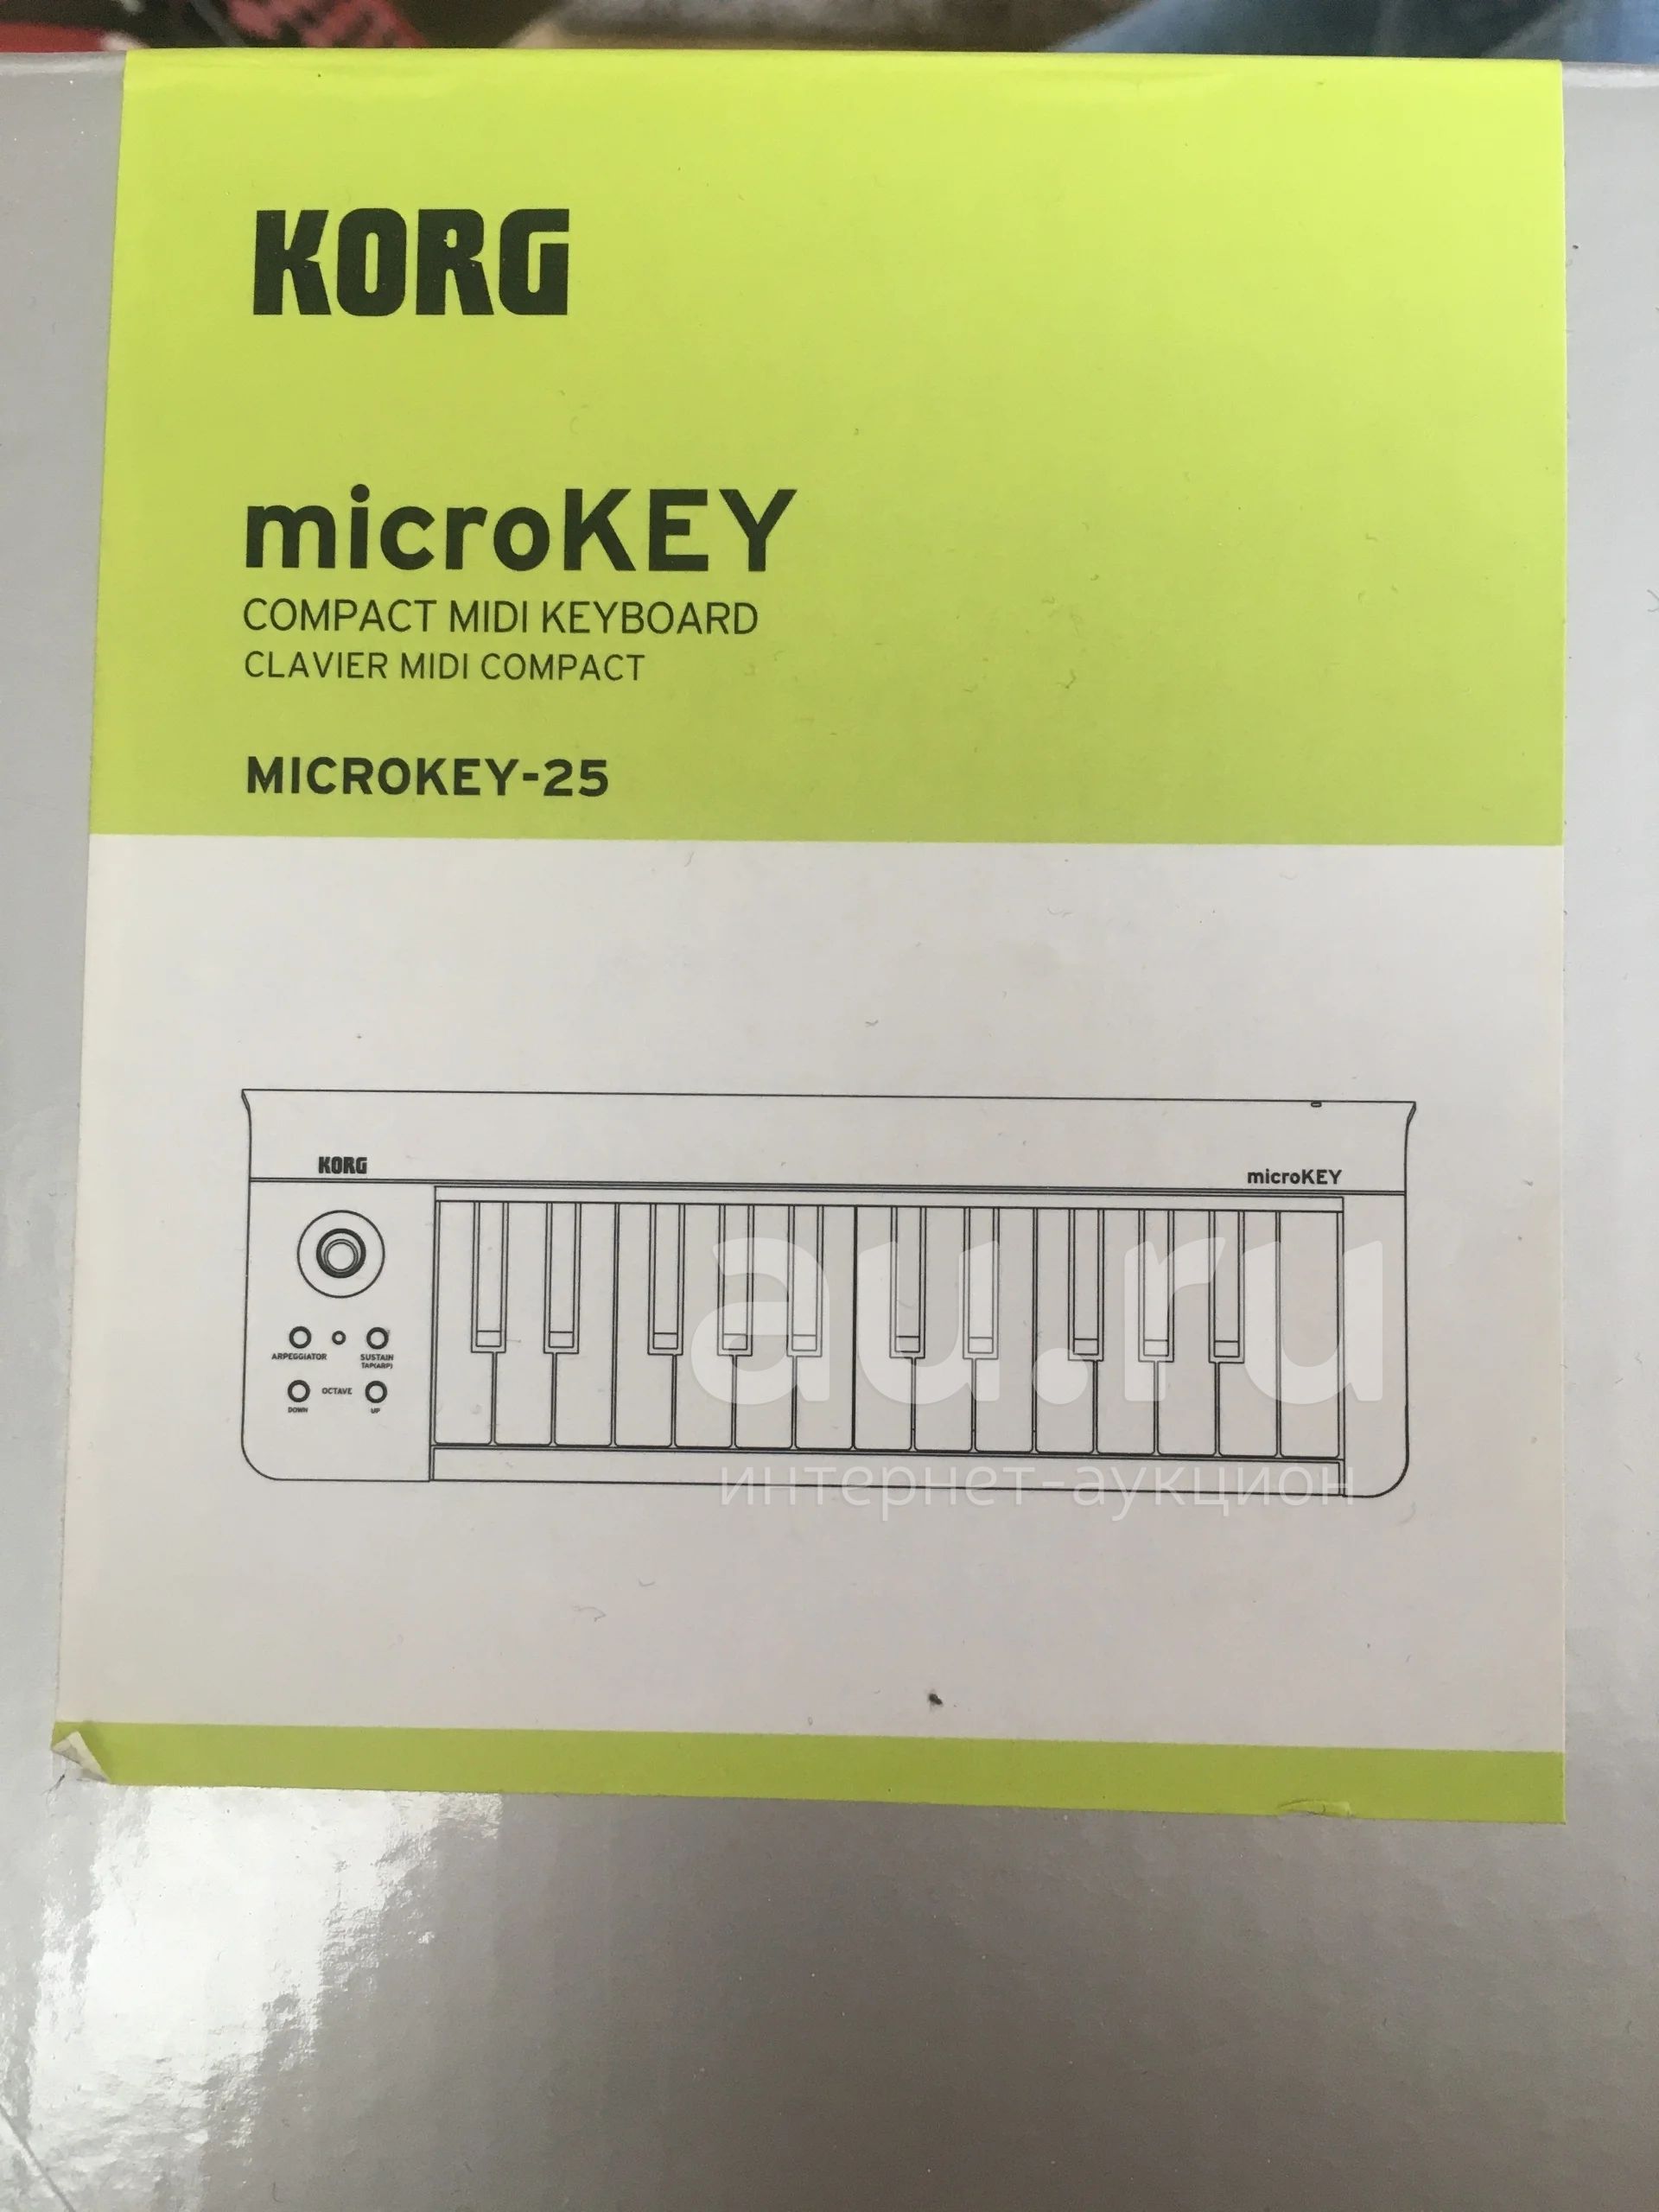 KORG
microKEY
COMPACT MIDI KEYBOARD
CLAVIER MIDI COMPACT
MICROKEY-25
KORG
microKEY
ARPEGGIATOR
SUSTAIN
TAP(ARP)
OCTAVE
DOWN
UP
au.ru
интернет-аукцион